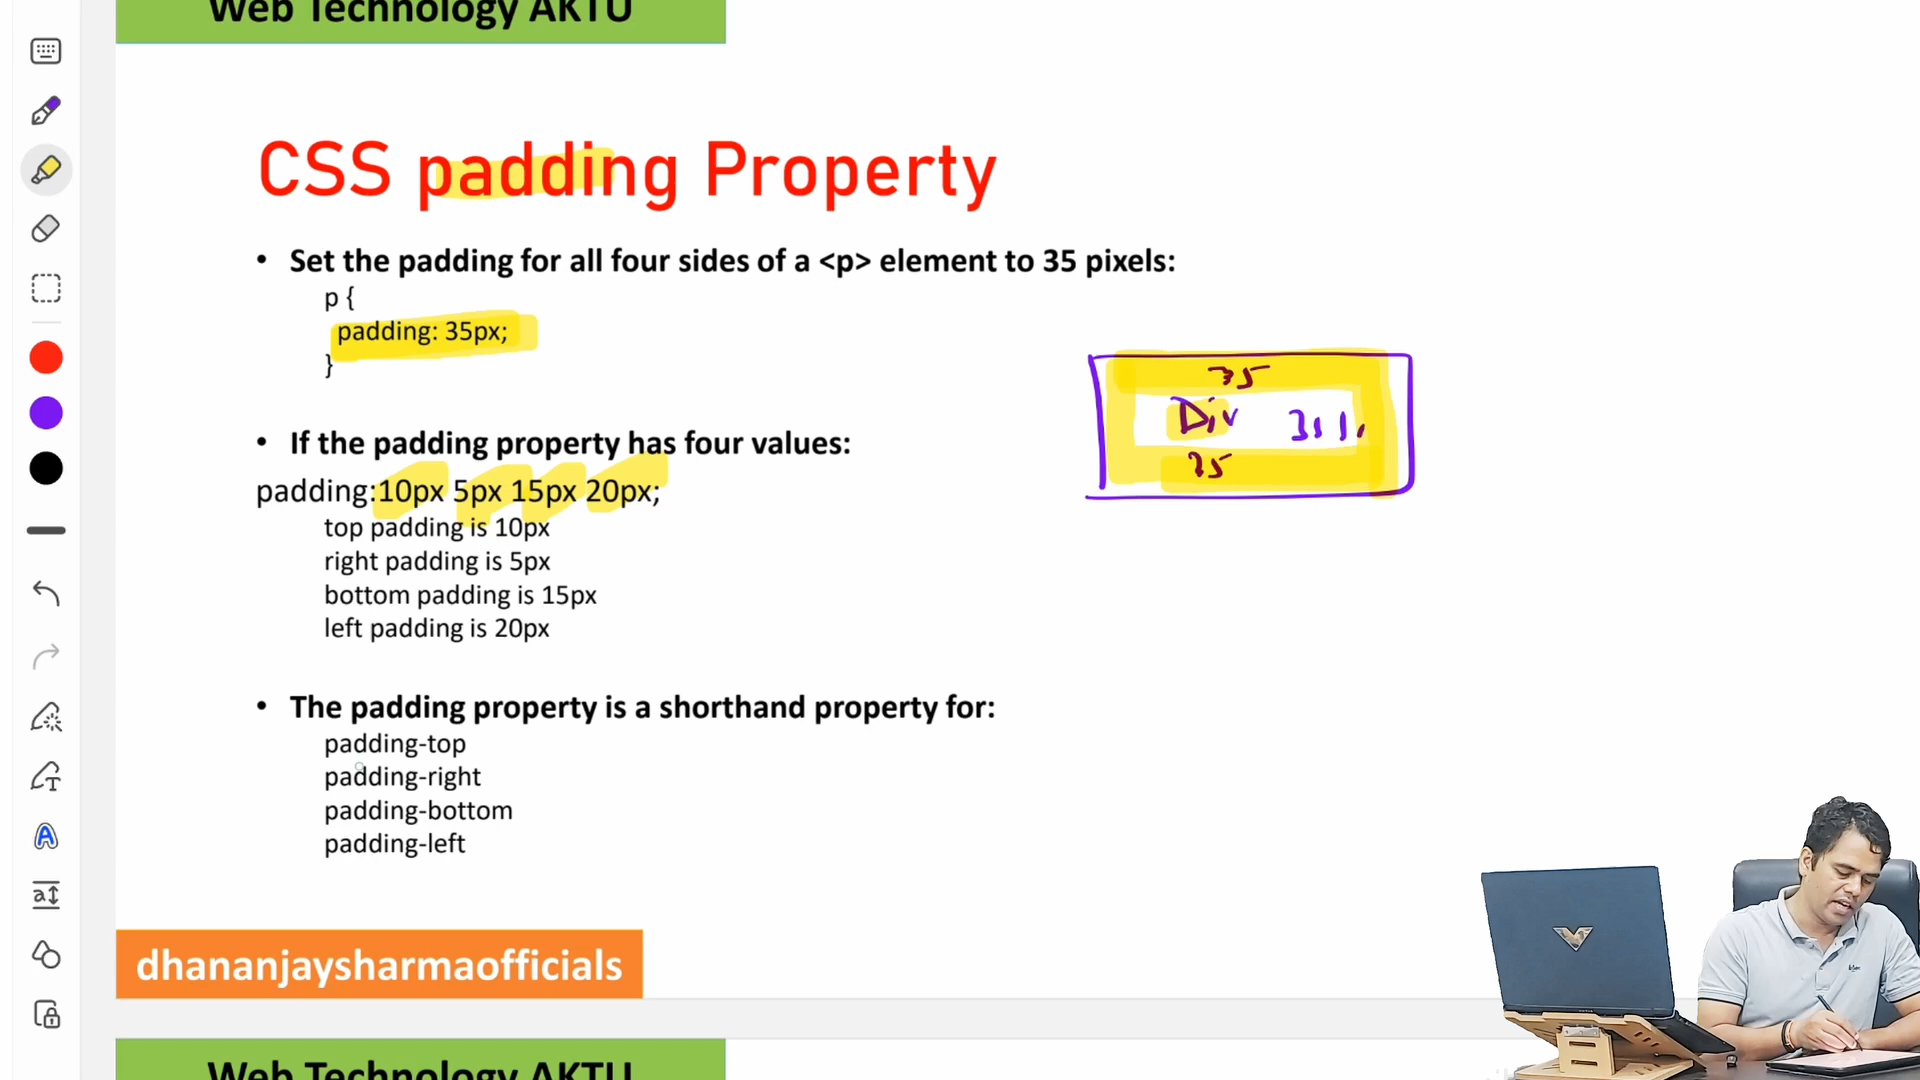 Web Technology AKTU
CSS padding Property
• Set the padding for all four sides of a <p> element to 35 pixels:
p {
padding: 35px;
}
35
Div
• If the padding property has four values:
padding:10px 5px 15px 20px;
top padding is 10px
right padding is 5px
bottom padding is 15px
left padding is 20px
• The padding property is a shorthand property for:
padding-top
padding-right
padding-bottom
padding-left
dhananjaysharmaofficials
Web Technology AKTU